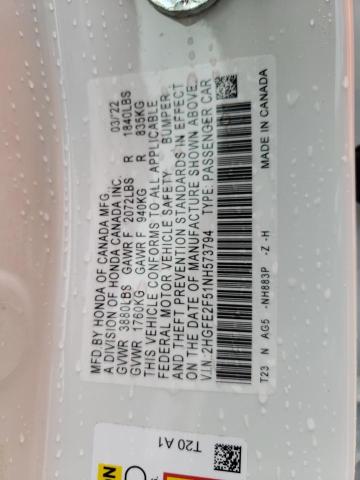 MFD.BY HONDA OF CANADA MFG. 03/22
A DIVISION OF HONDA CANADA INC.
GVWR 3880LBS GAWR F 2072LBS R 1840LBS
GVWR 1760KG GAWR F 940KG R 835KG
THIS VEHICLE CONFORMS TO ALL APPLICABLE
FEDERAL MOTOR VEHICLE SAFETY, BUMPER,
AND THEFT PREVENTION STANDARDS IN EFFECT
ON THE DATE OF MANUFACTURE SHOWN ABOVE.
V.I.N. 2HGFE2F51NH573794 TYPE: PASSENGER CAR
T23 N AG5 -NH883P -Z -H MADE IN CANADA
T20 A1